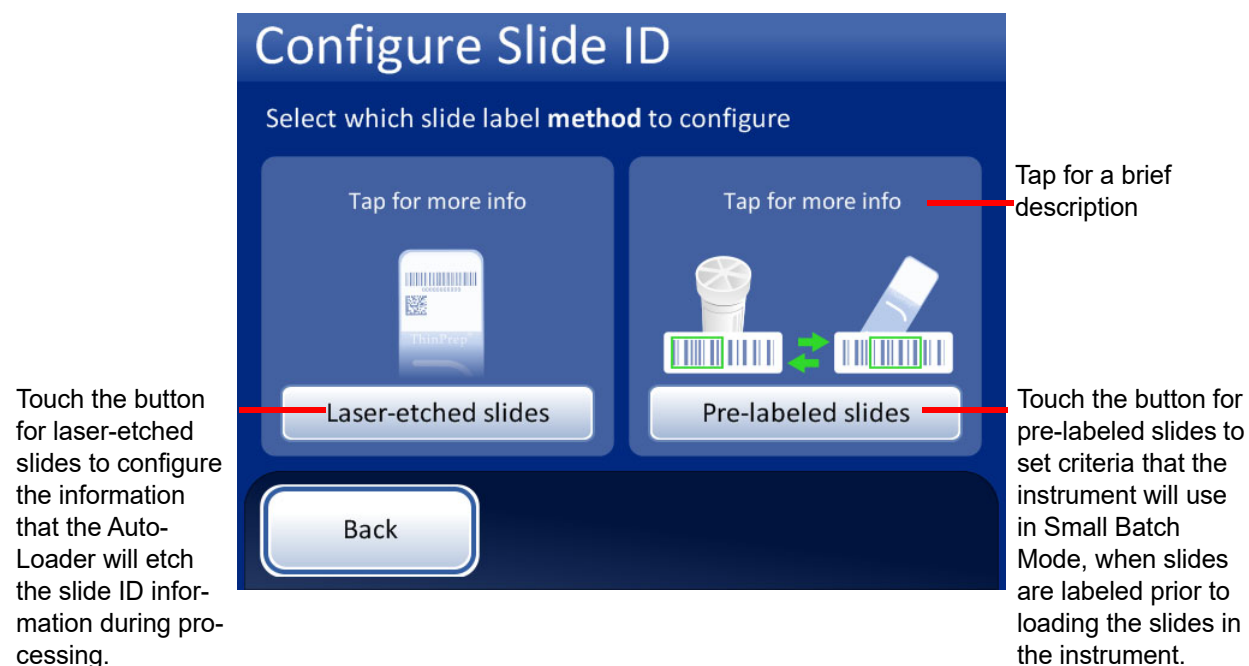 Configure Slide ID
Select which slide label method to configure
Tap for more info
Tap for more info
Tap for a brief
description
ThinPrep
Laser-etched slides
Pre-labeled slides
Back
Touch the button
for laser-etched
slides to configure
the information
that the Auto-
Loader will etch
the slide ID infor-
mation during pro-
cessing.
Touch the button for
pre-labeled slides to
set criteria that the
instrument will use
in Small Batch
Mode, when slides
are labeled prior to
loading the slides in
the instrument.